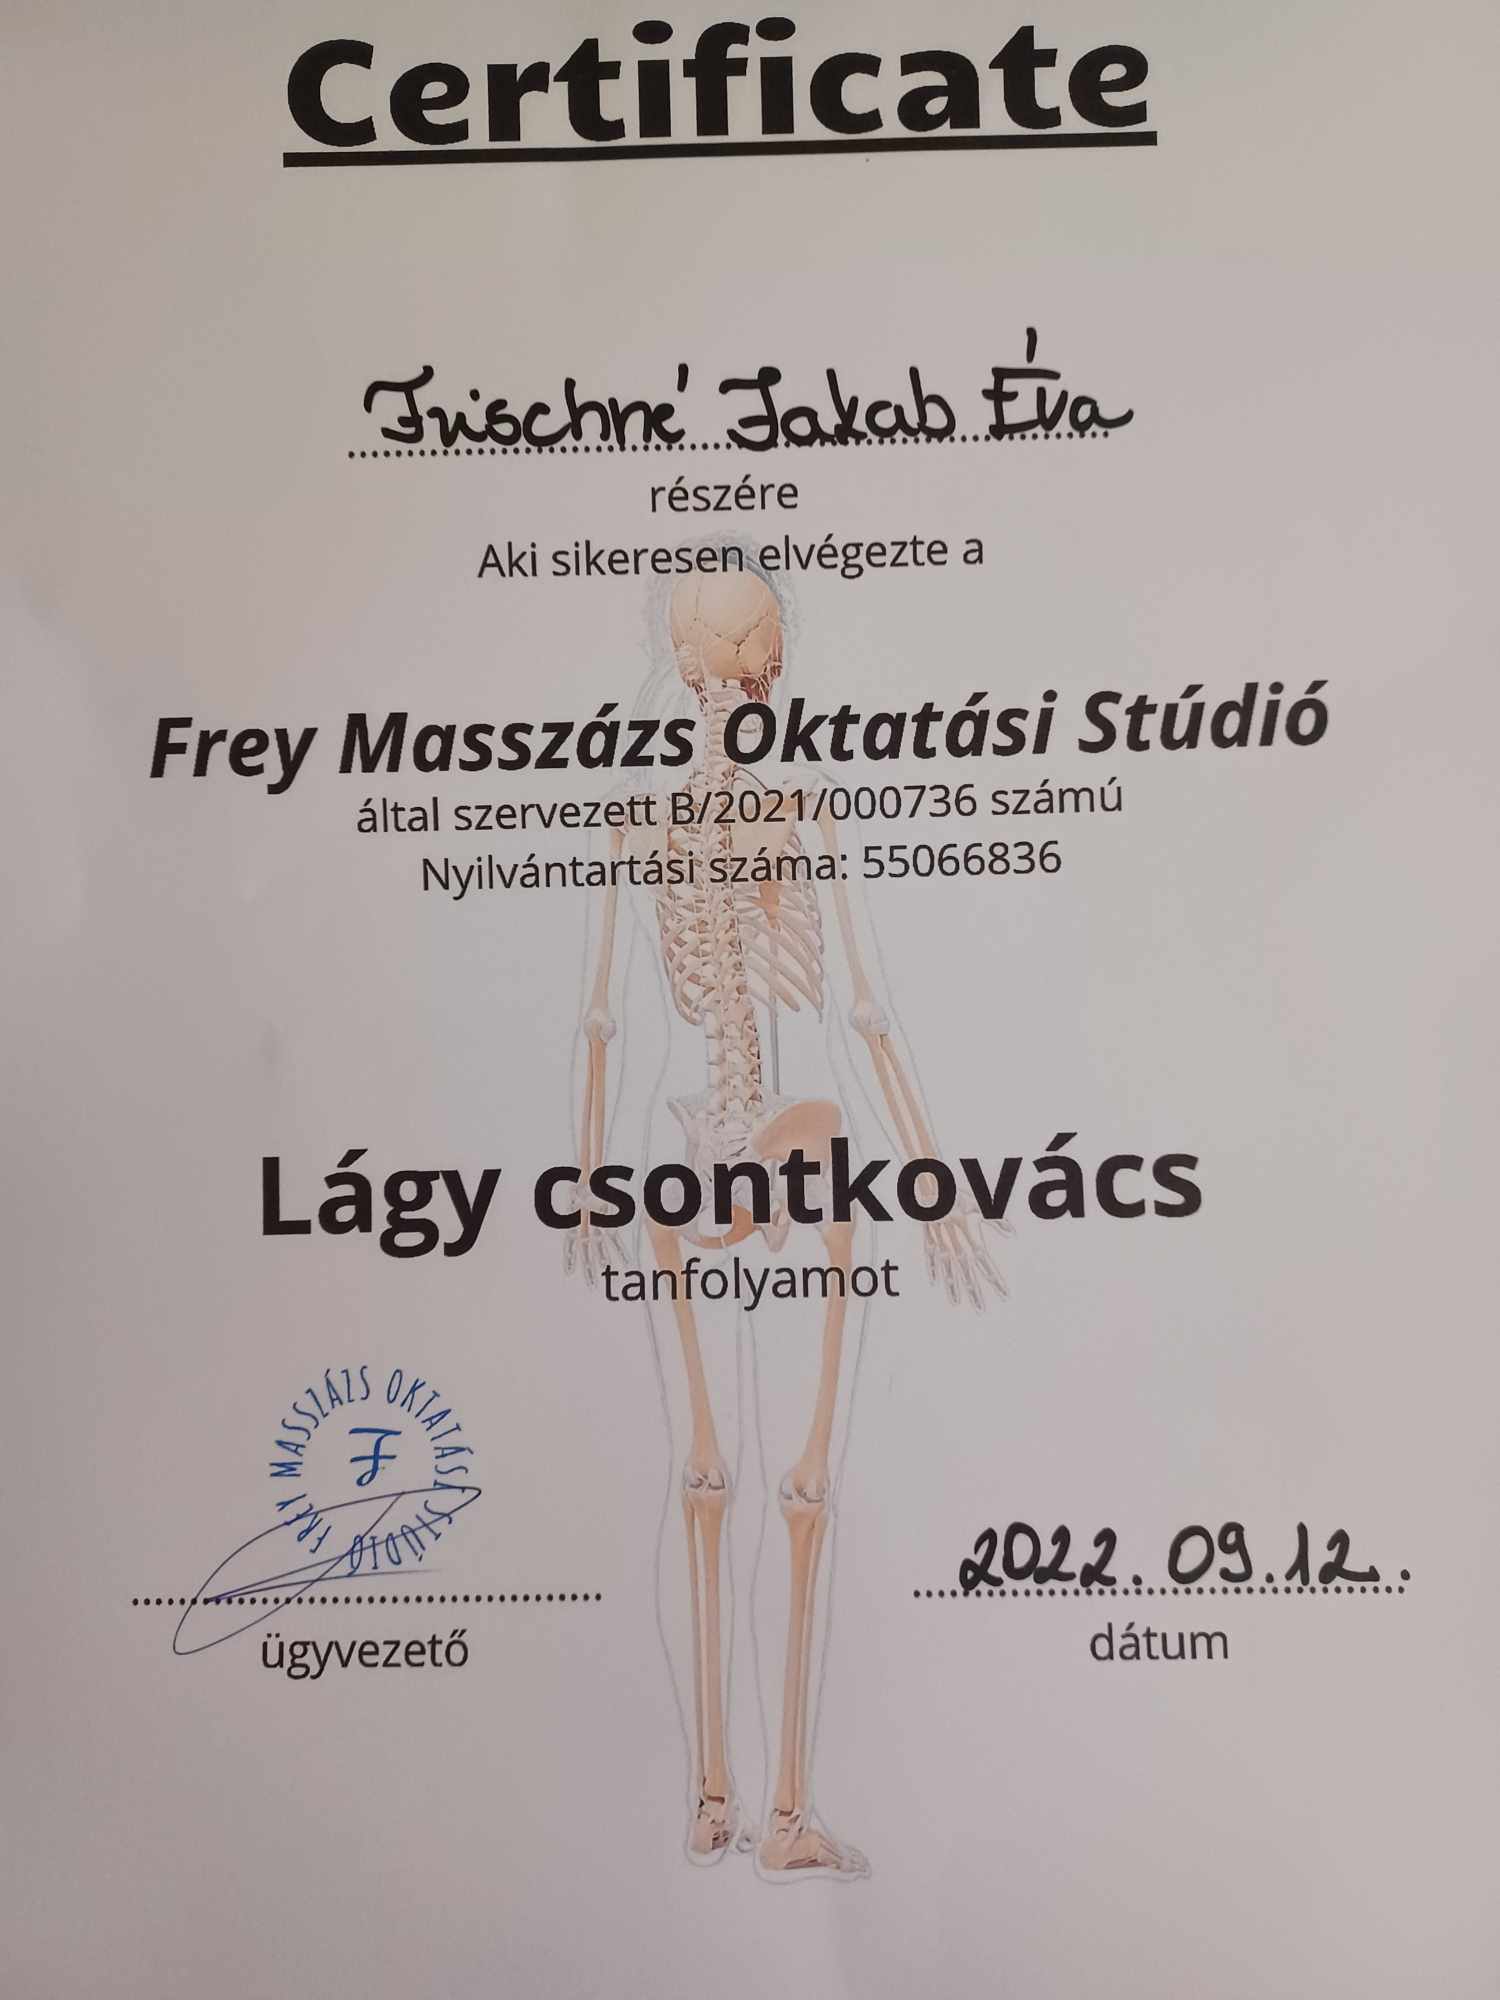 Certificate
Frischné Jakab Éva
részére
Aki sikeresen elvégezte a
Frey Masszázs Oktatási Stúdió
által szervezett B/2021/000736 számú
Nyilvántartási száma: 55066836
Lágy csontkovács
tanfolyamot
FREY MASSZÁZS OKTATÁSI STÚDIÓ
F
2022.09.12.
ügyvezető
dátum